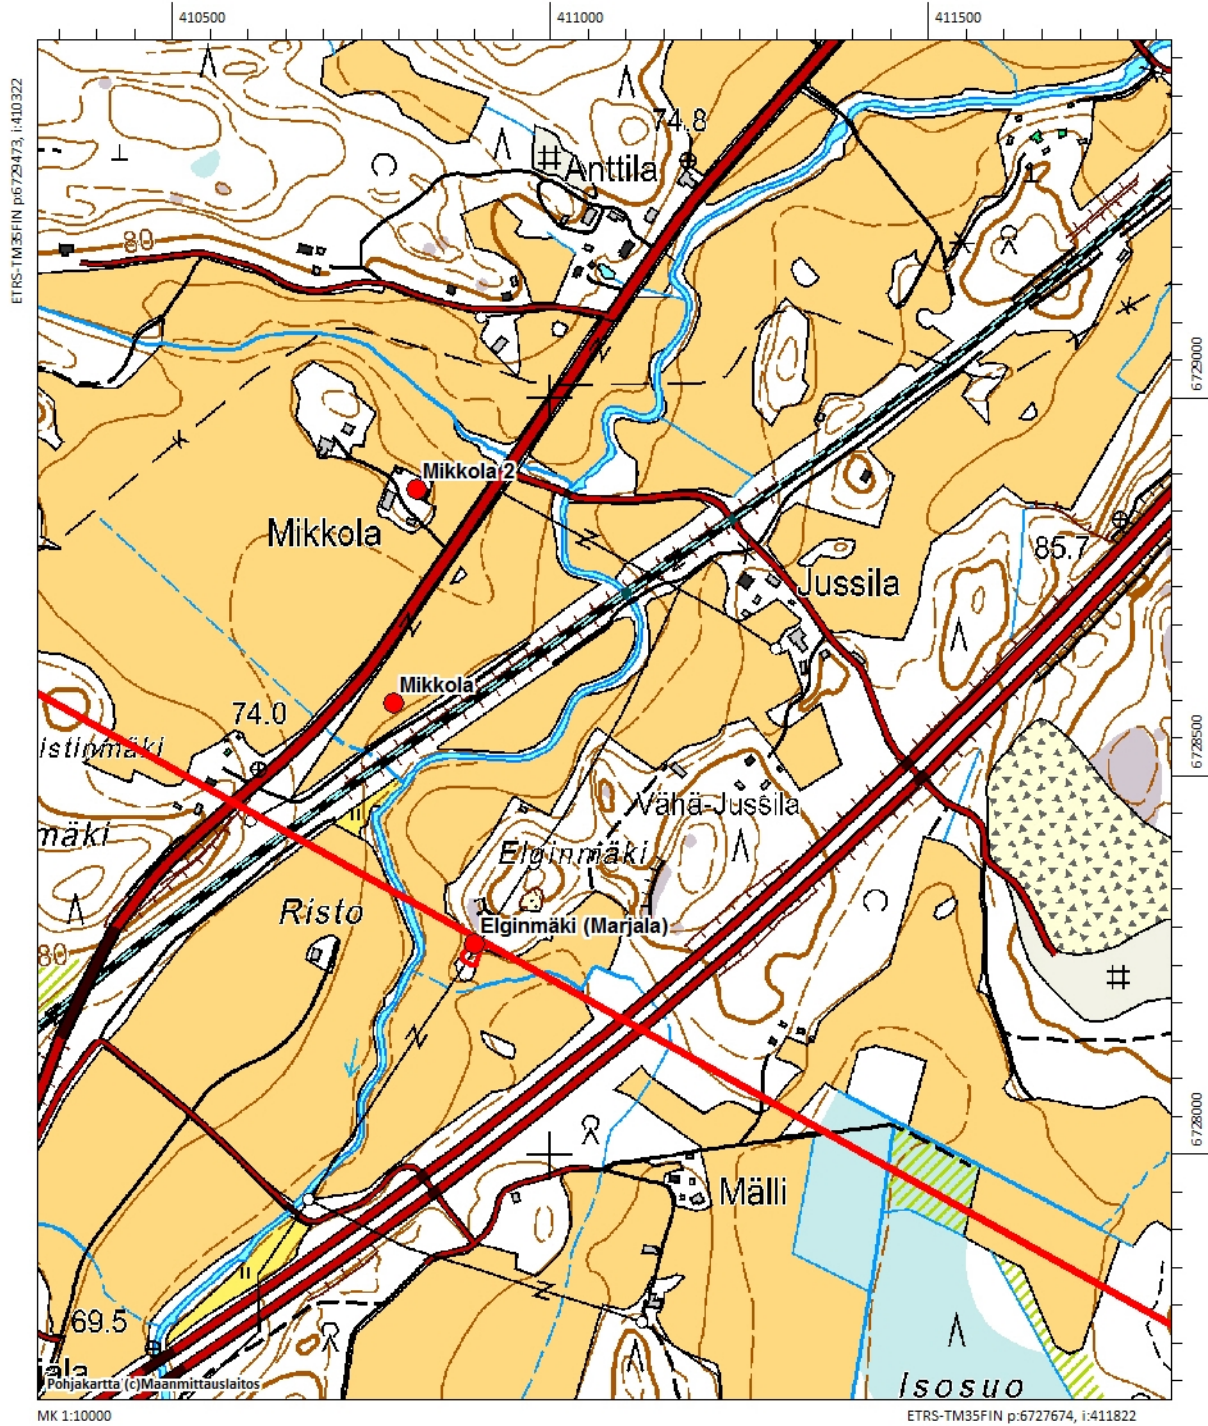 410500
411000
411500
ETRS-TM35FIN p:6729473, i:410322
74.8
Anttila
80
6729000
Mikkola 2
Mikkola
85.7
Jussila
Mikkola
74.0
istinmäki
6728500
Vähä-Jussila
mäki
Elginmäki
Risto
Elginmäki (Marjala)
80
6728000
Mälli
69.5
jala
Isosuo
Pohjakartta (c)Maanmittauslaitos
MK 1:10000
ETRS-TM35FIN p:6727674, i:411822